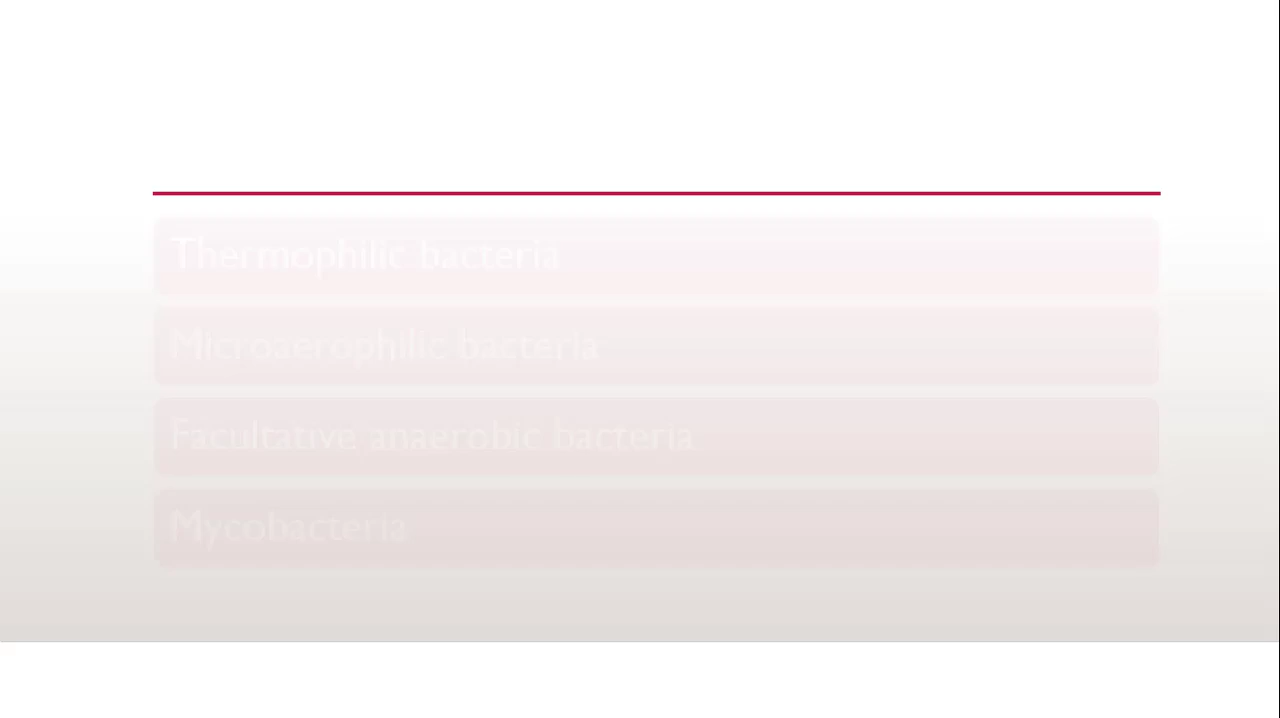 Thermophilic bacteria
Microaerophilic bacteria
Facultative anaerobic bacteria
Mycobacteria